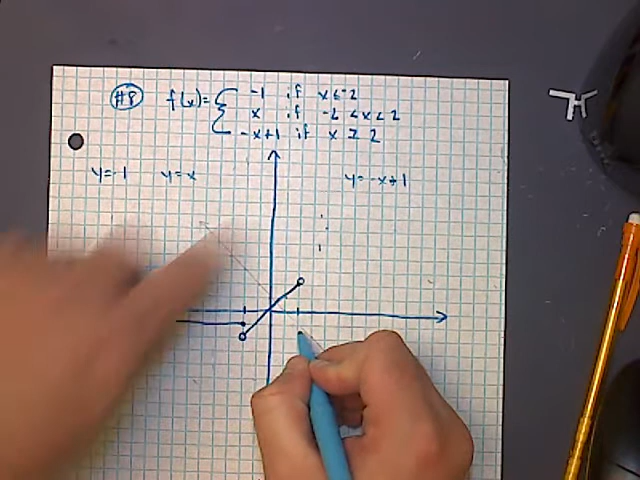 #8 f(x)= { -1 if x≤-2
x if -2<x<2
-x+1 if x≥2
y=-1 y=x y=-x+1